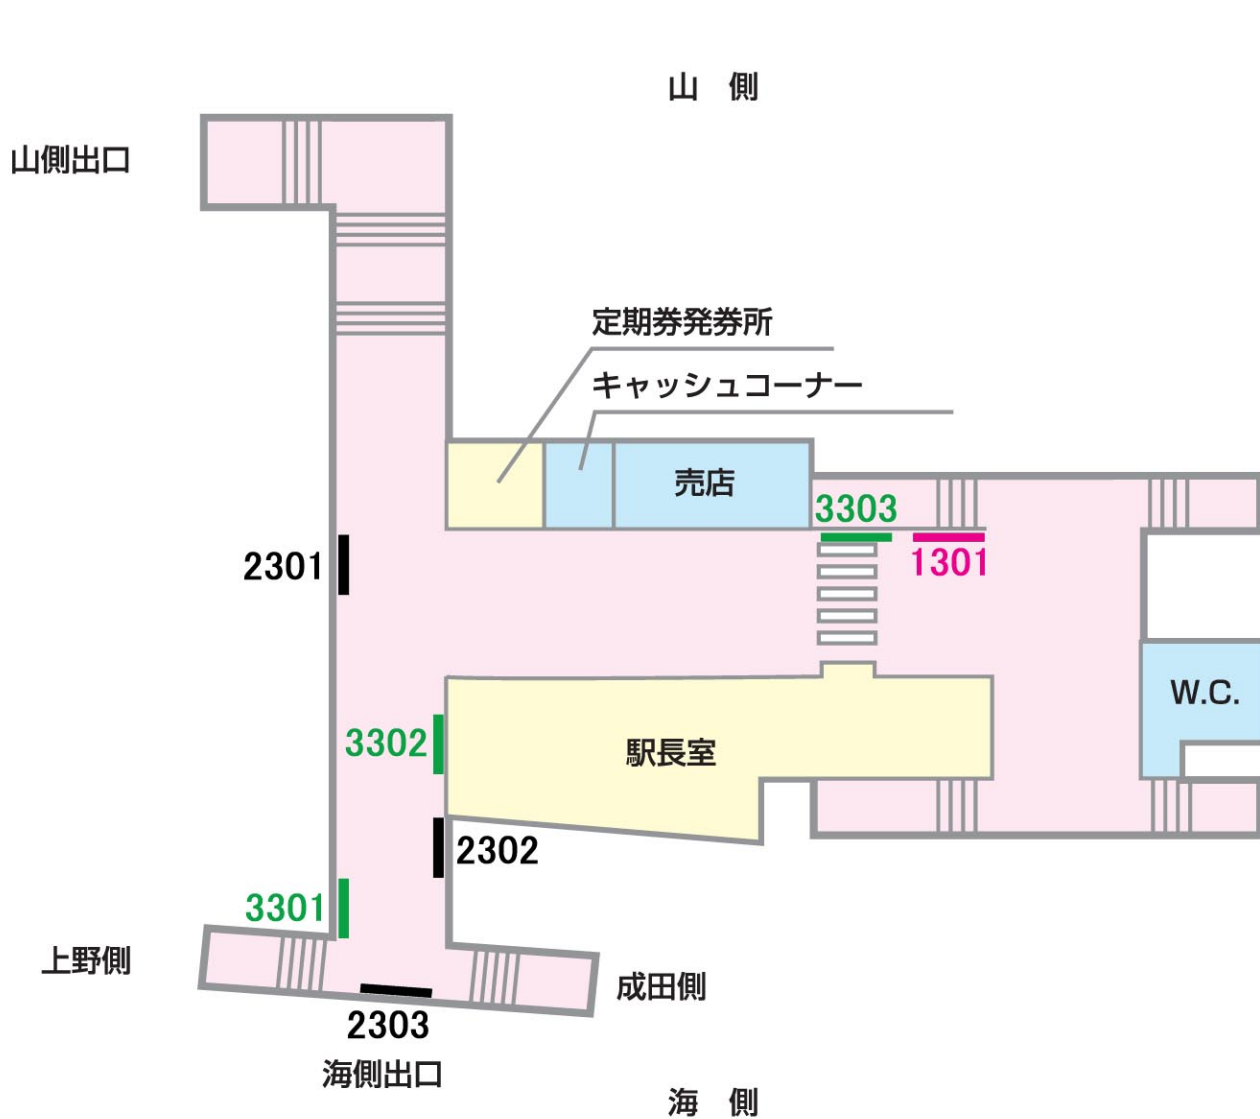 山 側
山側出口
定期券発券所
キャッシュコーナー
売店
3303
1301
2301
W.C.
3302
駅長室
2302
3301
上野側
成田側
2303
海側出口
海 側